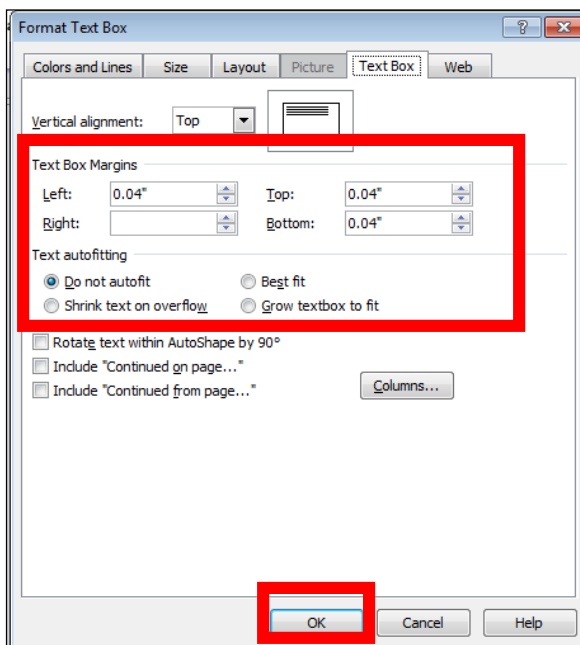 Format Text Box
Colors and Lines Size Layout Picture Text Box Web
Vertical alignment: Top
Text Box Margins
Left: 0.04" Top: 0.04"
Right: Bottom: 0.04"
Text autofitting
Do not autofit Best fit
Shrink text on overflow Grow textbox to fit
Rotate text within AutoShape by 90°
Include "Continued on page..."
Include "Continued from page..." Columns...
OK Cancel Help